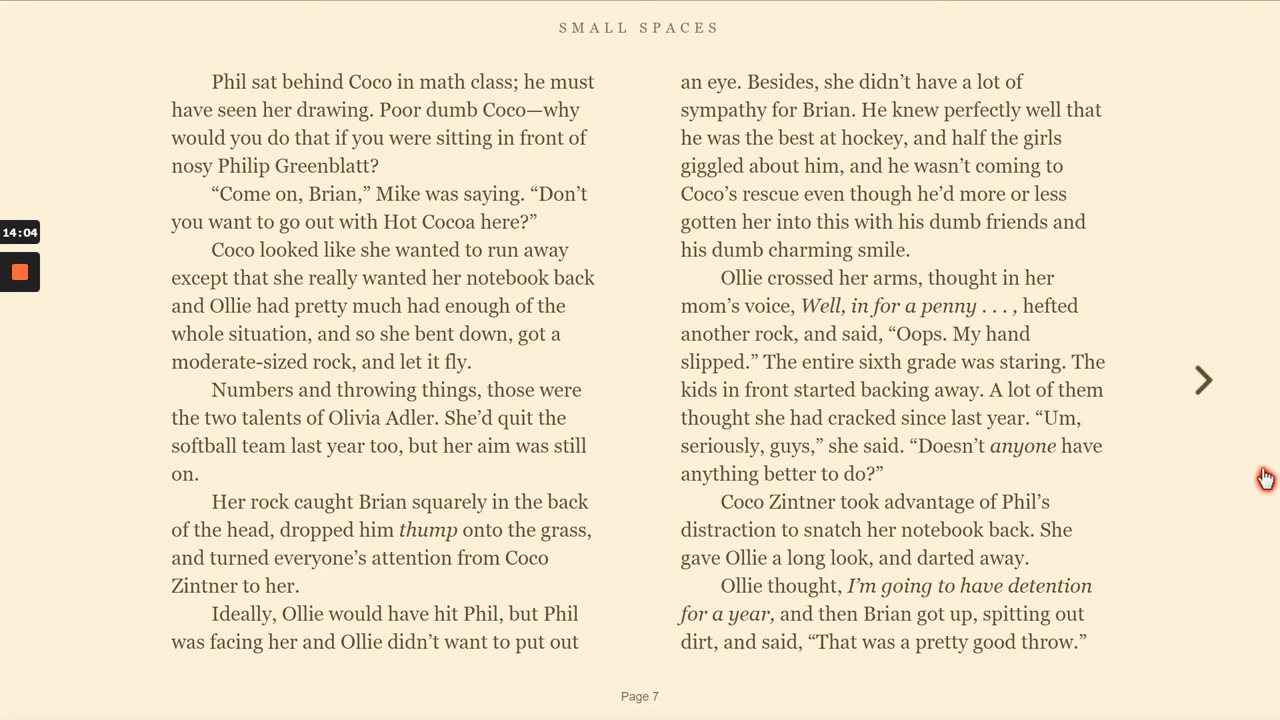 SMALL SPACES
Phil sat behind Coco in math class; he must
have seen her drawing. Poor dumb Coco—why
would you do that if you were sitting in front of
nosy Philip Greenblatt?
“Come on, Brian,” Mike was saying. “Don’t
you want to go out with Hot Cocoa here?”
Coco looked like she wanted to run away
except that she really wanted her notebook back
and Ollie had pretty much had enough of the
whole situation, and so she bent down, got a
moderate-sized rock, and let it fly.
Numbers and throwing things, those were
the two talents of Olivia Adler. She’d quit the
softball team last year too, but her aim was still
on.
Her rock caught Brian squarely in the back
of the head, dropped him thump onto the grass,
and turned everyone’s attention from Coco
Zintner to her.
Ideally, Ollie would have hit Phil, but Phil
was facing her and Ollie didn’t want to put out
an eye. Besides, she didn’t have a lot of
sympathy for Brian. He knew perfectly well that
he was the best at hockey, and half the girls
giggled about him, and he wasn’t coming to
Coco’s rescue even though he’d more or less
gotten her into this with his dumb friends and
his dumb charming smile.
Ollie crossed her arms, thought in her
mom’s voice, Well, in for a penny . . . , hefted
another rock, and said, “Oops. My hand
slipped.” The entire sixth grade was staring. The
kids in front started backing away. A lot of them
thought she had cracked since last year. “Um,
seriously, guys,” she said. “Doesn’t anyone have
anything better to do?”
Coco Zintner took advantage of Phil’s
distraction to snatch her notebook back. She
gave Ollie a long look, and darted away.
Ollie thought, I’m going to have detention
for a year, and then Brian got up, spitting out
dirt, and said, “That was a pretty good throw.”
14:04
Page 7